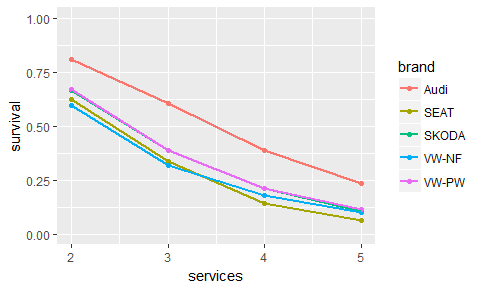 1.00
0.75
0.50
0.25
0.00
survival
2 3 4 5
services
brand
Audi
SEAT
SKODA
VW-NF
VW-PW